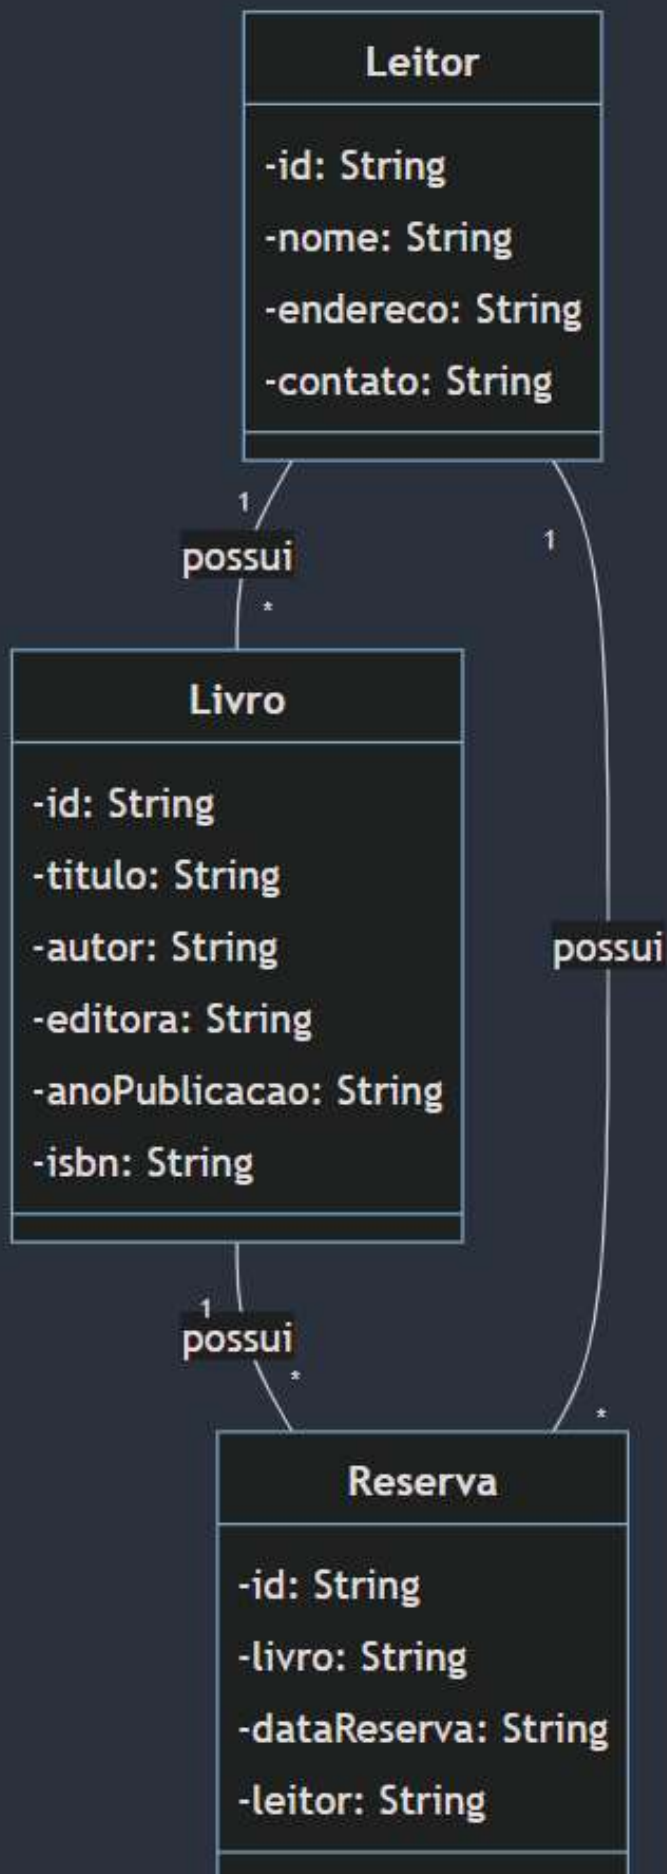 Leitor
-id: String
-nome: String
-endereco: String
-contato: String
1
1
possui
*
Livro
-id: String
-titulo: String
-autor: String
-editora: String
possui
-anoPublicacao: String
-isbn: String
1
possui
*
*
Reserva
-id: String
-livro: String
-dataReserva: String
-leitor: String